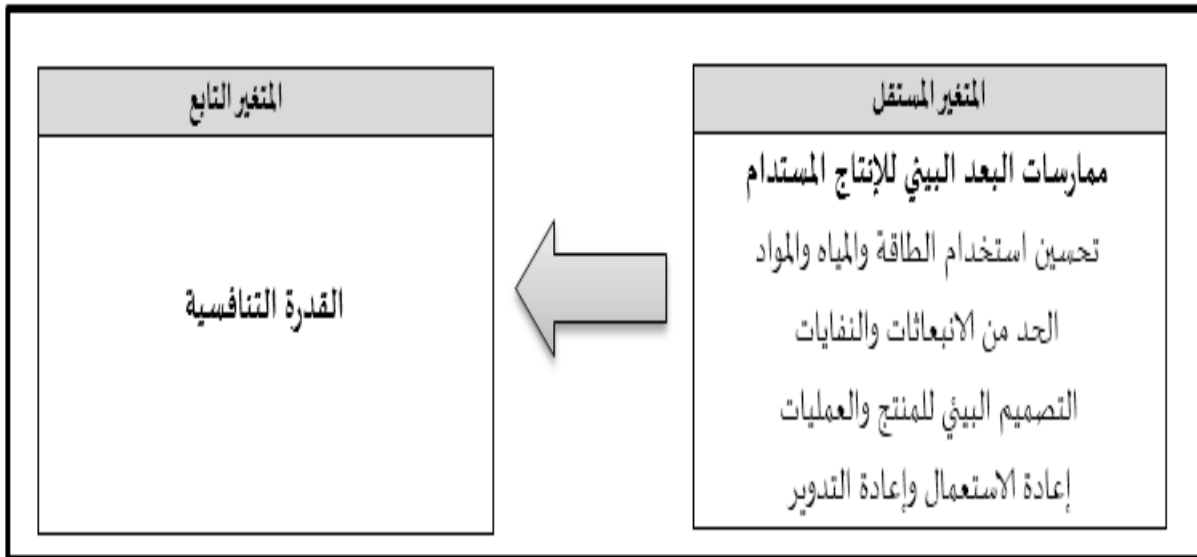 المتغير المستقل
ممارسات البعد البيئي للإنتاج المستدام
تحسين استخدام الطاقة والمياه والمواد
الحد من الانبعاثات والنفايات
التصميم البيئي للمنتج والعمليات
إعادة الاستعمال وإعادة التدوير
المتغير التابع
القدرة التنافسية